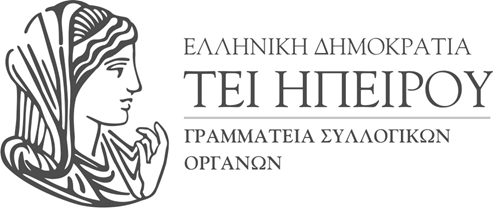 ΕΛΛΗΝΙΚΗ ΔΗΜΟΚΡΑΤΙΑ
ΤΕΙ ΗΠΕΙΡΟΥ
ΓΡΑΜΜΑΤΕΙΑ ΣΥΛΛΟΓΙΚΩΝ
ΟΡΓΑΝΩΝ